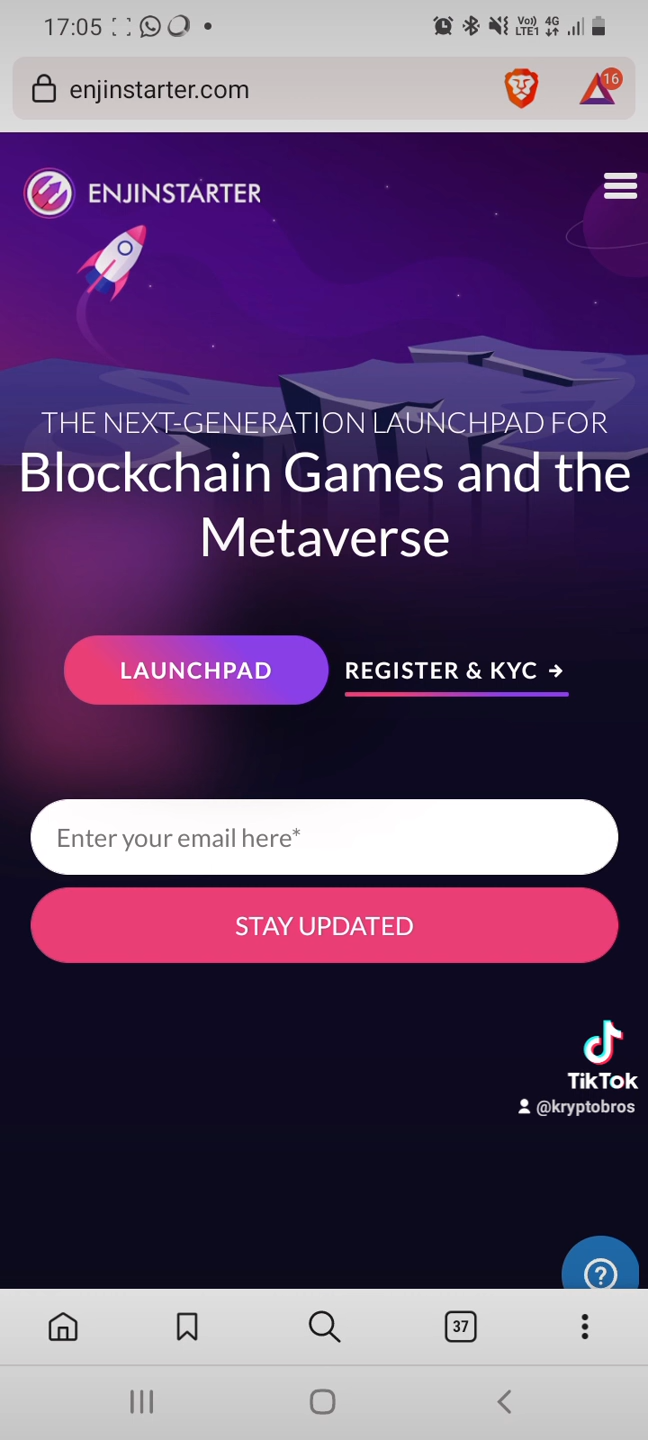 17:05
Vo)) 4G
LTE1
enjinstarter.com
16
ENJINSTARTER
THE NEXT-GENERATION LAUNCHPAD FOR
Blockchain Games and the
Metaverse
LAUNCHPAD
REGISTER & KYC →
Enter your email here*
STAY UPDATED
TikTok
@kryptobros
?
37